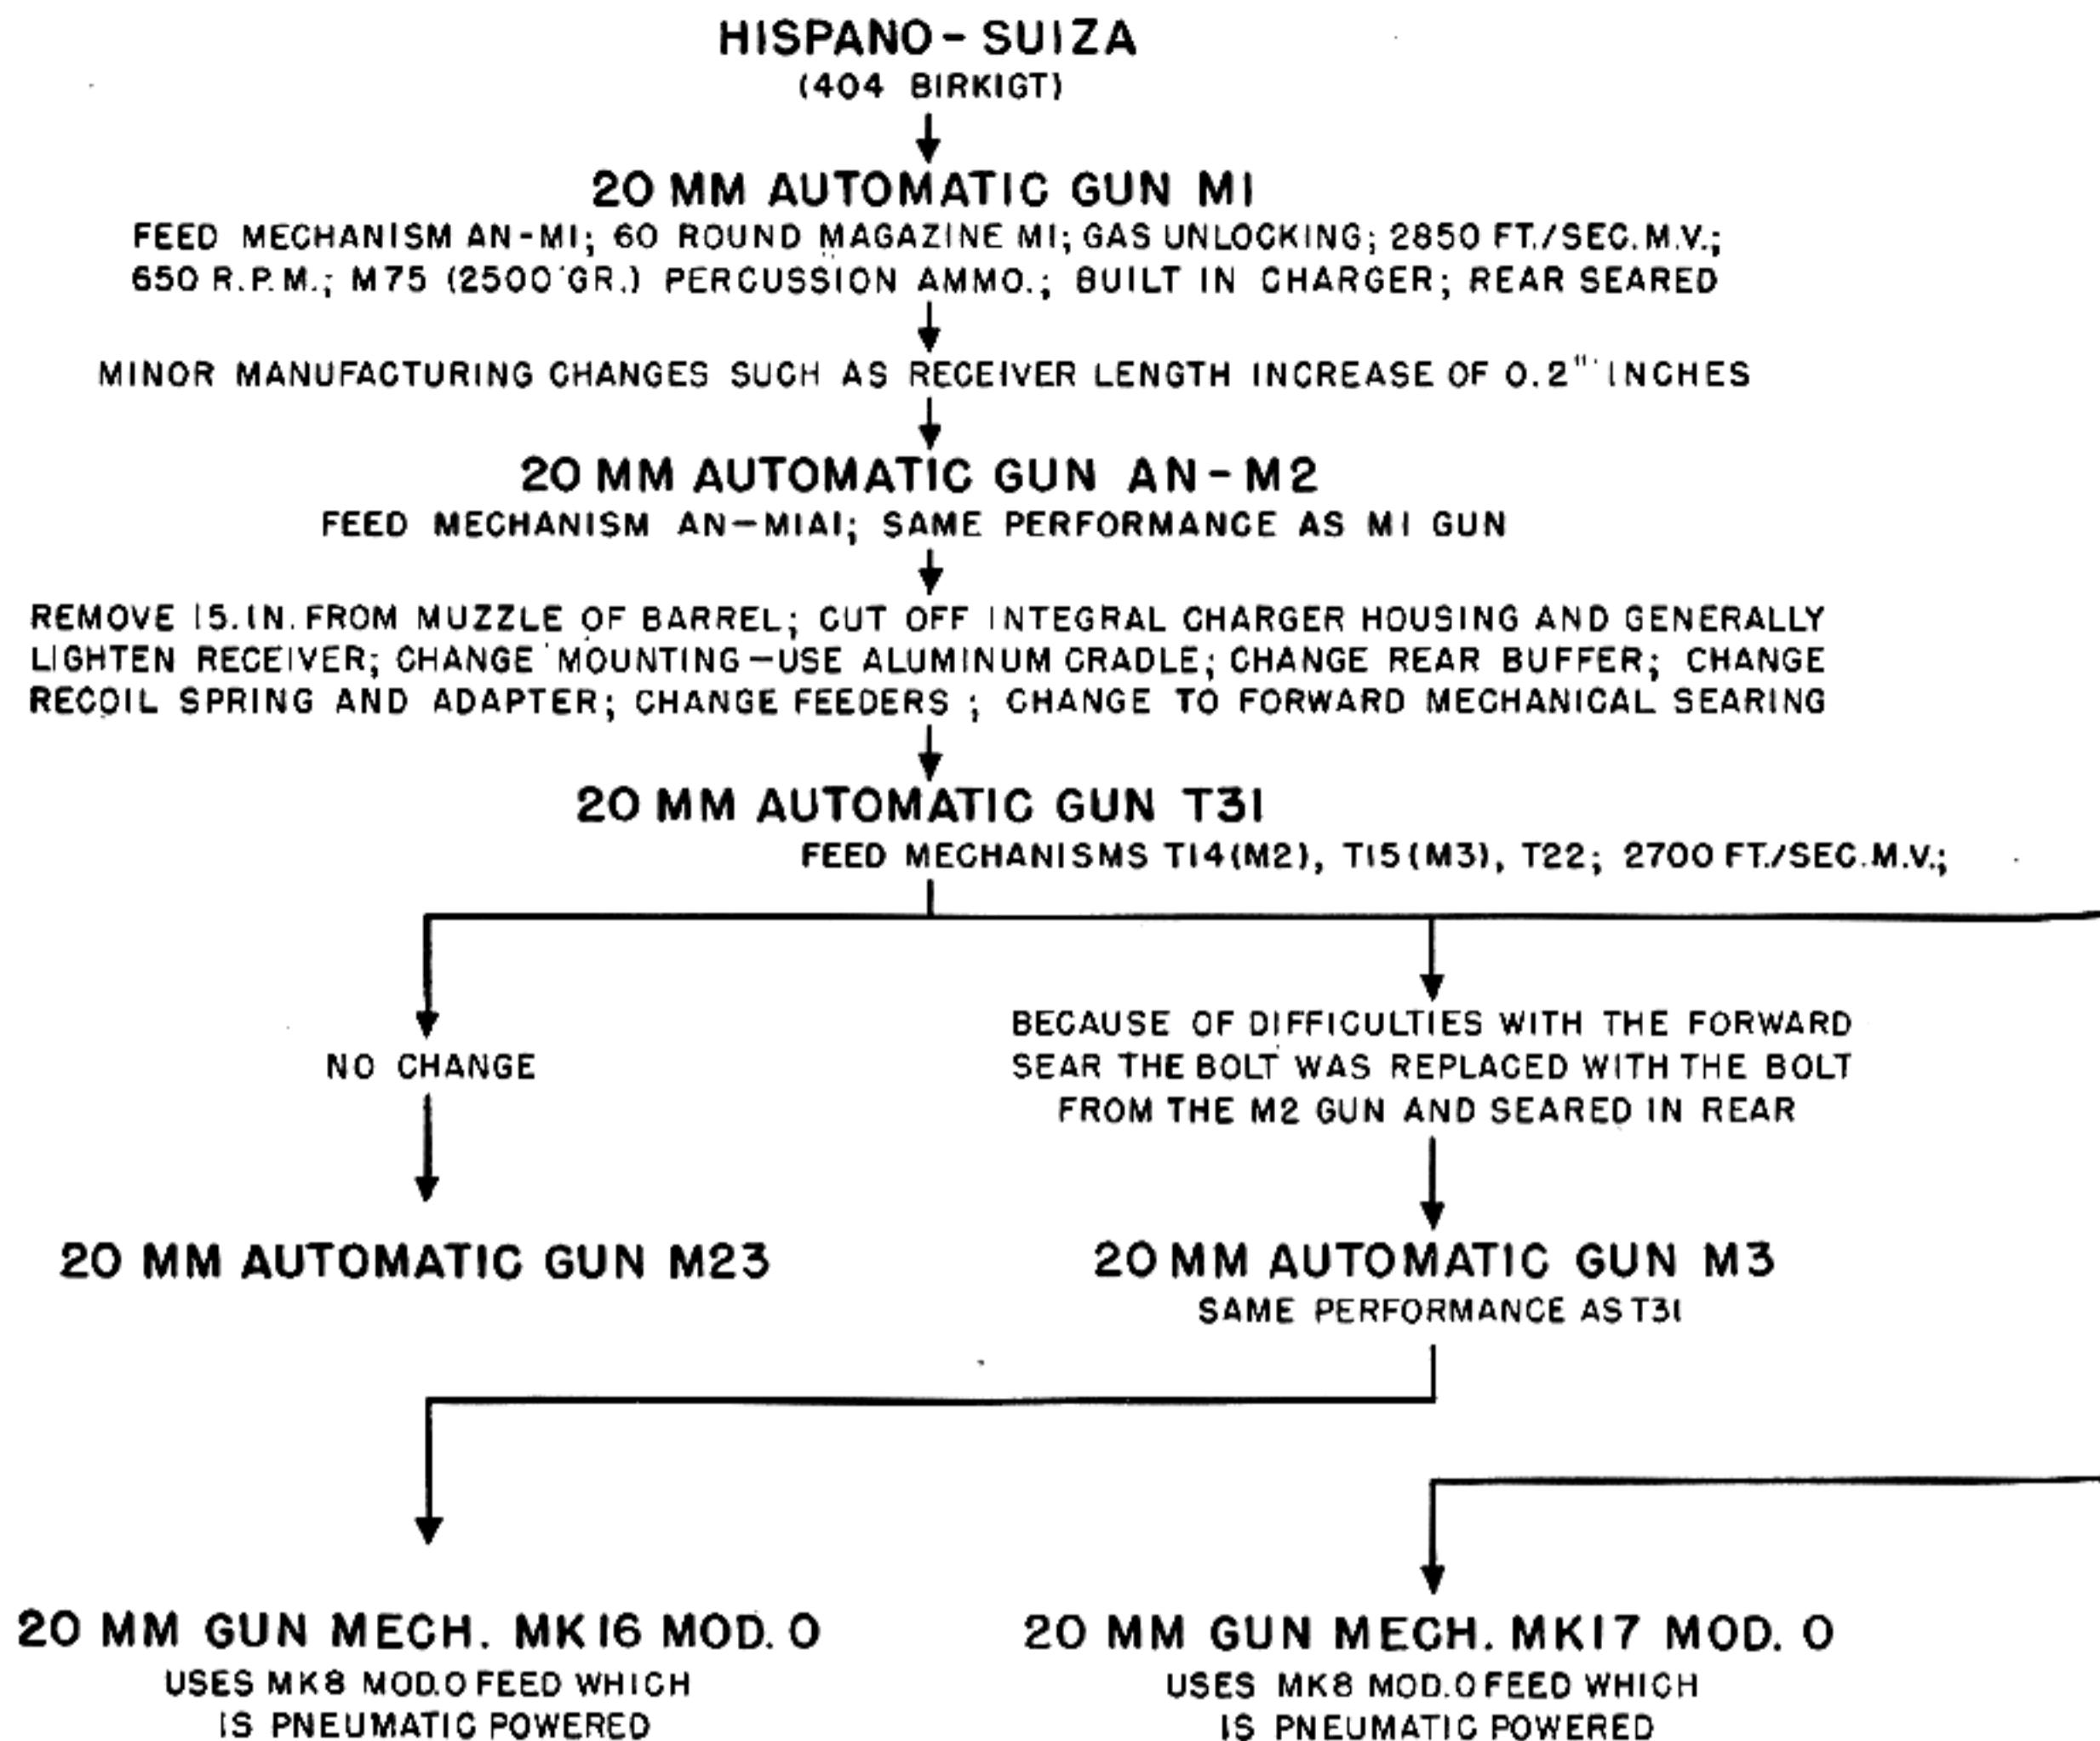 HISPANO - SUIZA
(404 BIRKIGT)
20 MM AUTOMATIC GUN M1
FEED MECHANISM AN-M1; 60 ROUND MAGAZINE M1; GAS UNLOCKING; 2850 FT./SEC. M.V.;
650 R.P.M.; M75 (2500 GR.) PERCUSSION AMMO.; BUILT IN CHARGER; REAR SEARED
MINOR MANUFACTURING CHANGES SUCH AS RECEIVER LENGTH INCREASE OF 0.2" INCHES
20 MM AUTOMATIC GUN AN-M2
FEED MECHANISM AN-M1A1; SAME PERFORMANCE AS M1 GUN
REMOVE 15. IN. FROM MUZZLE OF BARREL; CUT OFF INTEGRAL CHARGER HOUSING AND GENERALLY
LIGHTEN RECEIVER; CHANGE MOUNTING-USE ALUMINUM CRADLE; CHANGE REAR BUFFER; CHANGE
RECOIL SPRING AND ADAPTER; CHANGE FEEDERS ; CHANGE TO FORWARD MECHANICAL SEARING
20 MM AUTOMATIC GUN T31
FEED MECHANISMS T14(M2), T15(M3), T22; 2700 FT./SEC. M.V.;
NO CHANGE
BECAUSE OF DIFFICULTIES WITH THE FORWARD
SEAR THE BOLT WAS REPLACED WITH THE BOLT
FROM THE M2 GUN AND SEARED IN REAR
20 MM AUTOMATIC GUN M23
20 MM AUTOMATIC GUN M3
SAME PERFORMANCE AS T31
20 MM GUN MECH. MK16 MOD. 0
USES MK8 MOD.0 FEED WHICH
IS PNEUMATIC POWERED
20 MM GUN MECH. MK17 MOD. 0
USES MK8 MOD.0 FEED WHICH
IS PNEUMATIC POWERED